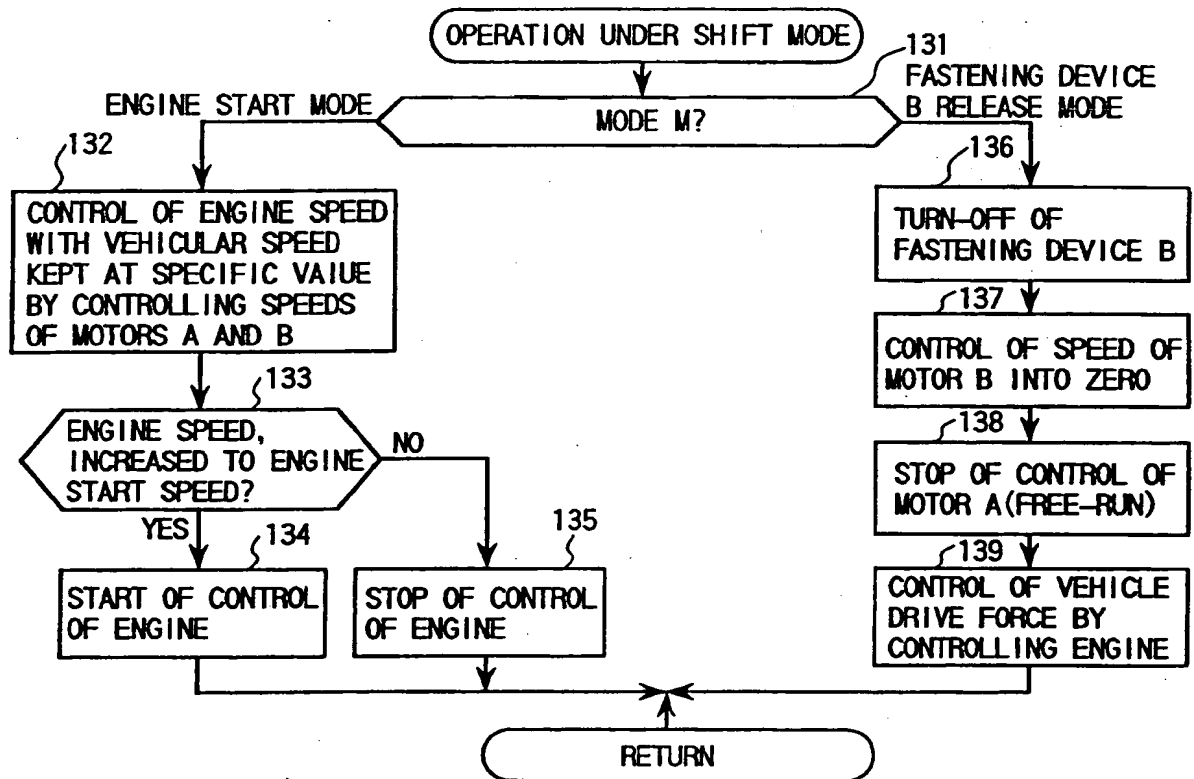 OPERATION UNDER SHIFT MODE
131
ENGINE START MODE
MODE M?
FASTENING DEVICE
B RELEASE MODE
132
CONTROL OF ENGINE SPEED
WITH VEHICULAR SPEED
KEPT AT SPECIFIC VAIUE
BY CONTROLLING SPEEDS
OF MOTORS A AND B
133
ENGINE SPEED,
INCREASED TO ENGINE
START SPEED?
NO
YES
134
START OF CONTROL
OF ENGINE
135
STOP OF CONTROL
OF ENGINE
136
TURN-OFF OF
FASTENING DEVICE B
137
CONTROL OF SPEED OF
MOTOR B INTO ZERO
138
STOP OF CONTROL OF
MOTOR A(FREE-RUN)
139
CONTROL OF VEHICLE
DRIVE FORCE BY
CONTROLLING ENGINE
RETURN